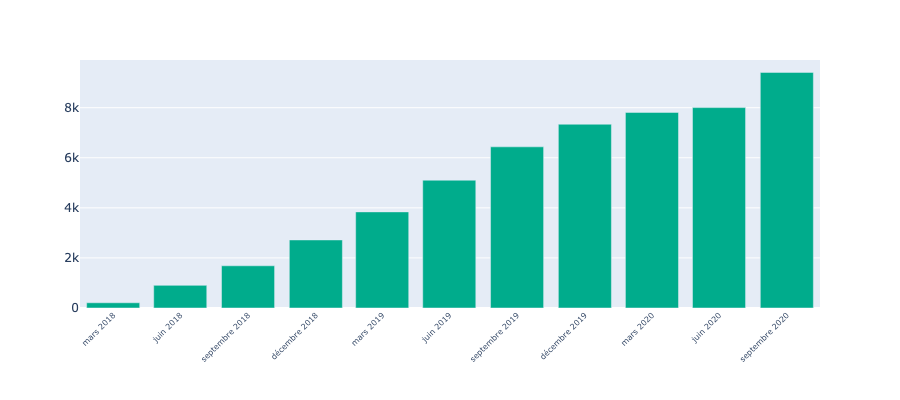 8k
6k
4k
2k
0
mars 2018
juin 2018
septembre 2018
décembre 2018
mars 2019
juin 2019
septembre 2019
décembre 2019
mars 2020
juin 2020
septembre 2020